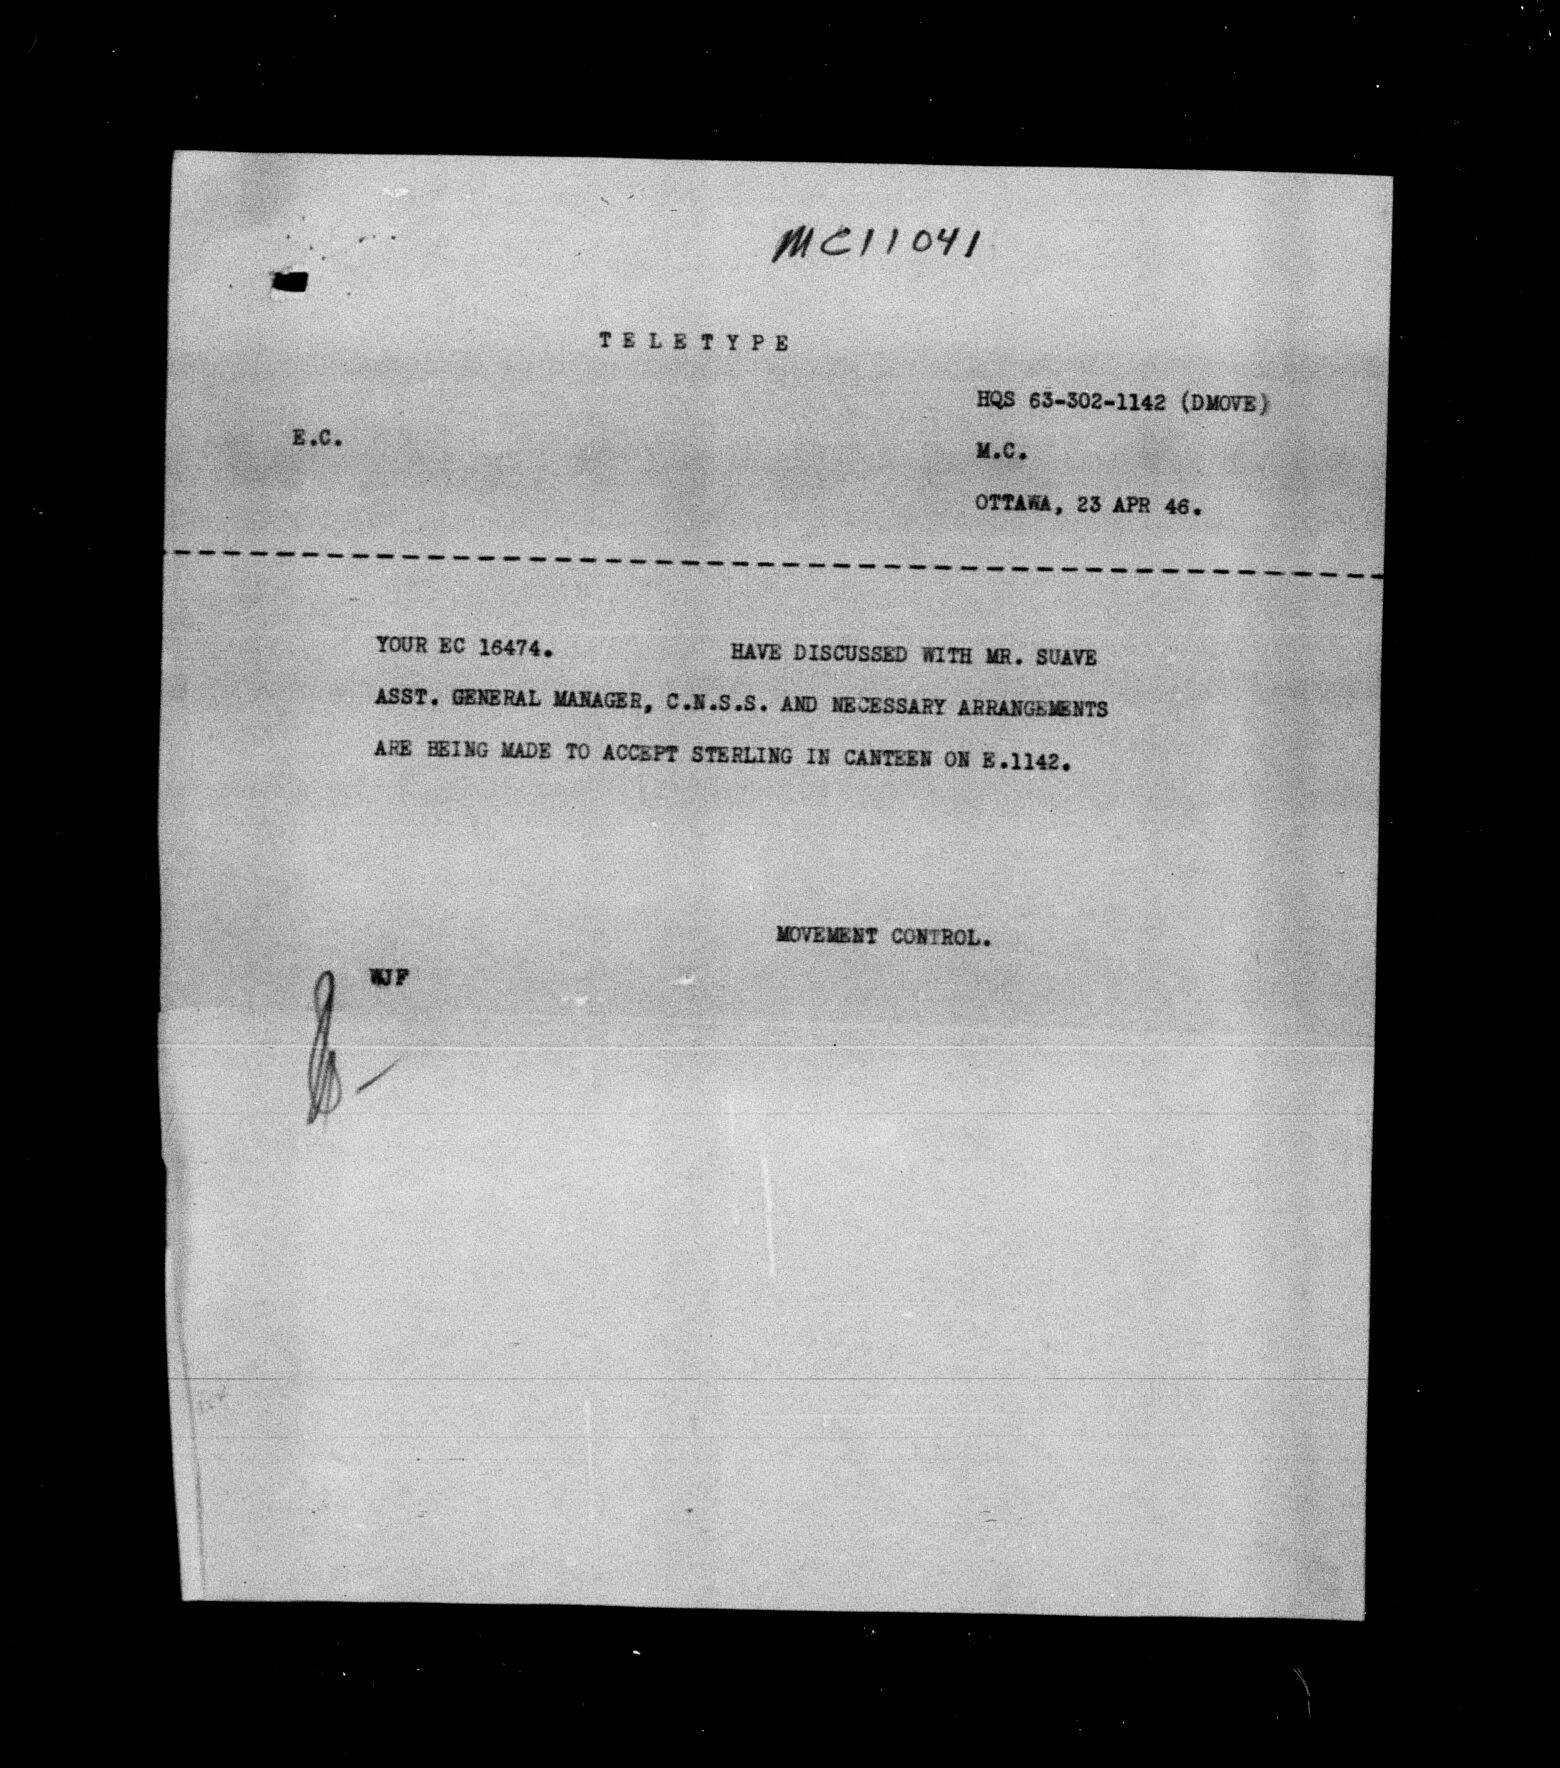 MC11041
TELETYPE
HQS 63-302-1142 (DMOVE)
E.C.
M.C.
OTTAWA, 23 APR 46.
YOUR EC 16474. HAVE DISCUSSED WITH MR. SUAVE
ASST. GENERAL MANAGER, C.N.S.S. AND NECESSARY ARRANGEMENTS
ARE BEING MADE TO ACCEPT STERLING IN CANTEEN ON E.1142.
MOVEMENT CONTROL.
WJF